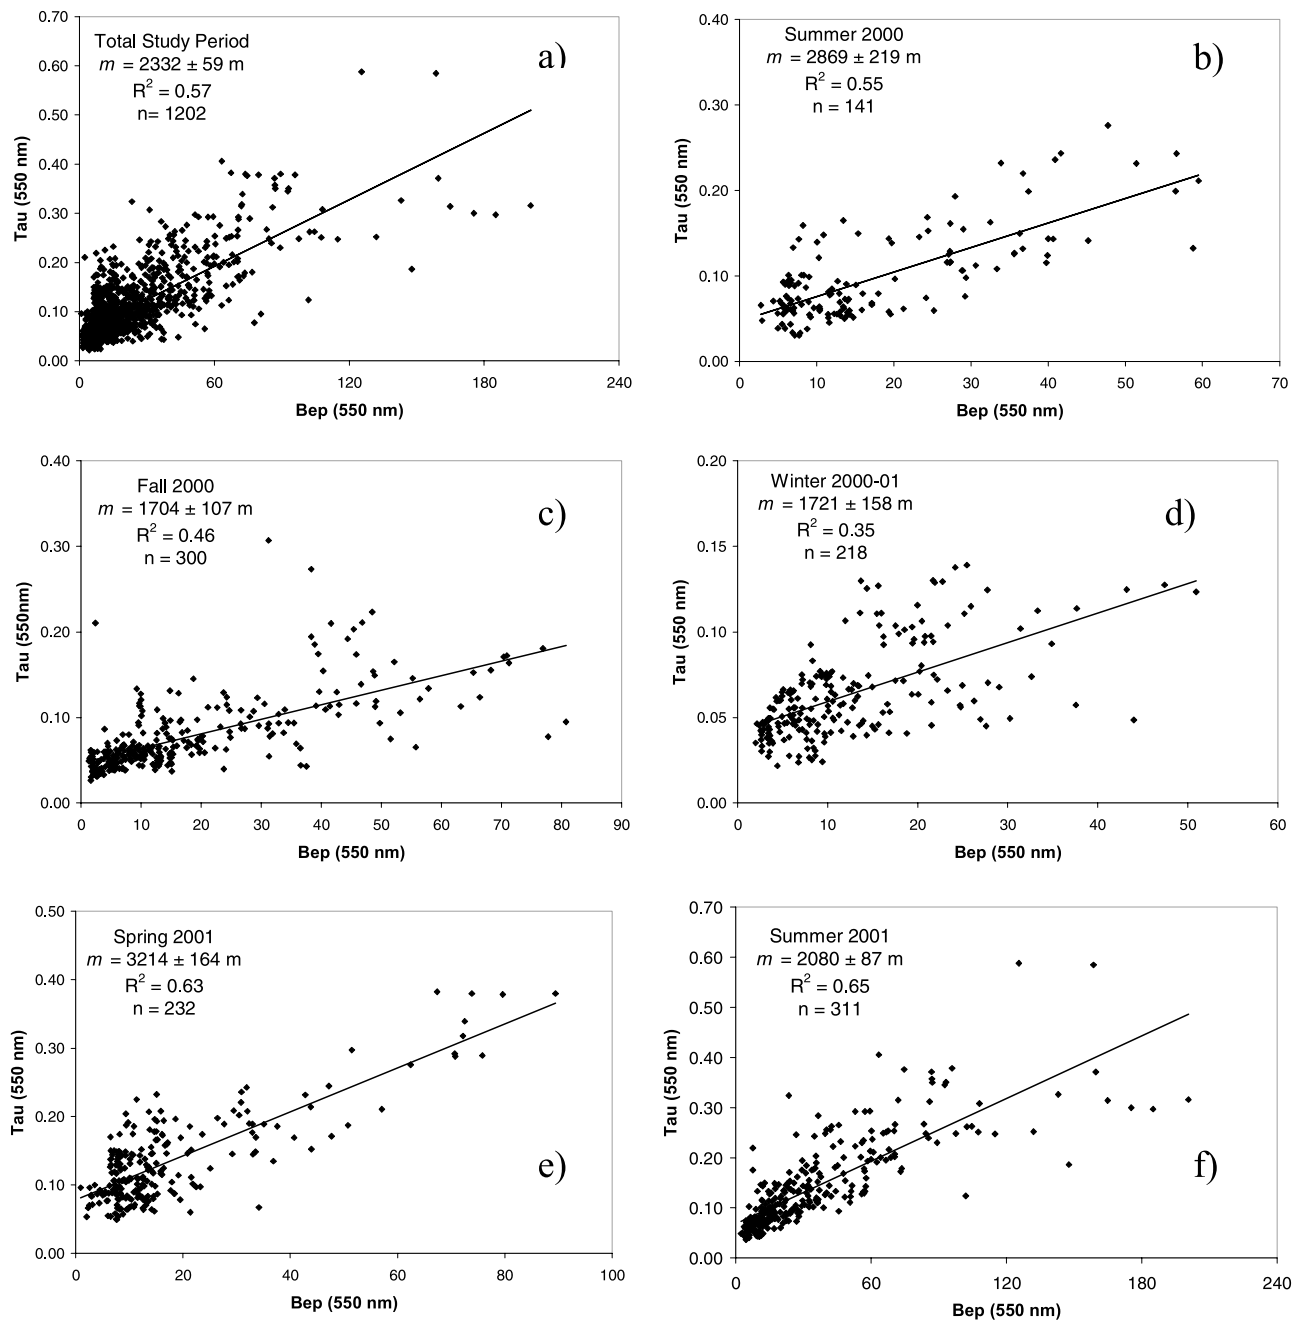 a)
Total Study Period
m = 2332 ± 59 m
R² = 0.57
n= 1202
Tau (550 nm)
0.70
0.60
0.50
0.40
0.30
0.20
0.10
0.00
0 60 120 180 240
Bep (550 nm)
b)
Summer 2000
m = 2869 ± 219 m
R² = 0.55
n = 141
Tau (550 nm)
0.40
0.30
0.20
0.10
0.00
0 10 20 30 40 50 60 70
Bep (550 nm)
c)
Fall 2000
m = 1704 ± 107 m
R² = 0.46
n = 300
Tau (550nm)
0.40
0.30
0.20
0.10
0.00
0 10 20 30 40 50 60 70 80 90
Bep (550 nm)
d)
Winter 2000-01
m = 1721 ± 158 m
R² = 0.35
n = 218
Tau (550 nm)
0.20
0.15
0.10
0.05
0.00
0 10 20 30 40 50 60
Bep (550 nm)
e)
Spring 2001
m = 3214 ± 164 m
R² = 0.63
n = 232
Tau (550 nm)
0.50
0.40
0.30
0.20
0.10
0.00
0 20 40 60 80 100
Bep (550 nm)
f)
Summer 2001
m = 2080 ± 87 m
R² = 0.65
n = 311
Tau (550 nm)
0.70
0.60
0.50
0.40
0.30
0.20
0.10
0.00
0 60 120 180 240
Bep (550 nm)